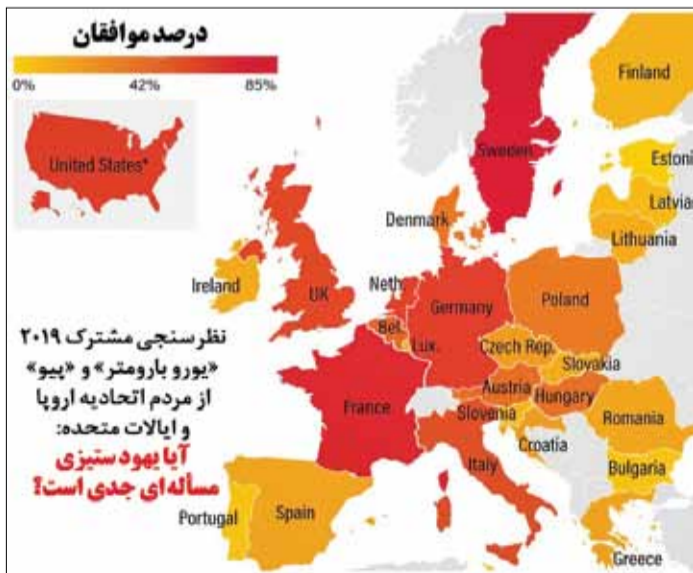 درصد موافقان
0% 42% 85%
United States*
Finland
Sweden
Estonia
Latvia
Lithuania
Denmark
Ireland
UK
Neth.
Germany
Poland
Bel.
Lux.
Czech Rep.
Slovakia
France
Austria
Hungary
Slovenia
Romania
Croatia
Italy
Bulgaria
Portugal
Spain
Greece
نظرسنجی مشترک ۲۰۱۹
«یورو بارومتر» و «پیو»
از مردم اتحادیه اروپا
و ایالات متحده:
آیا یهودستیزی
مسأله‌ای جدی است؟